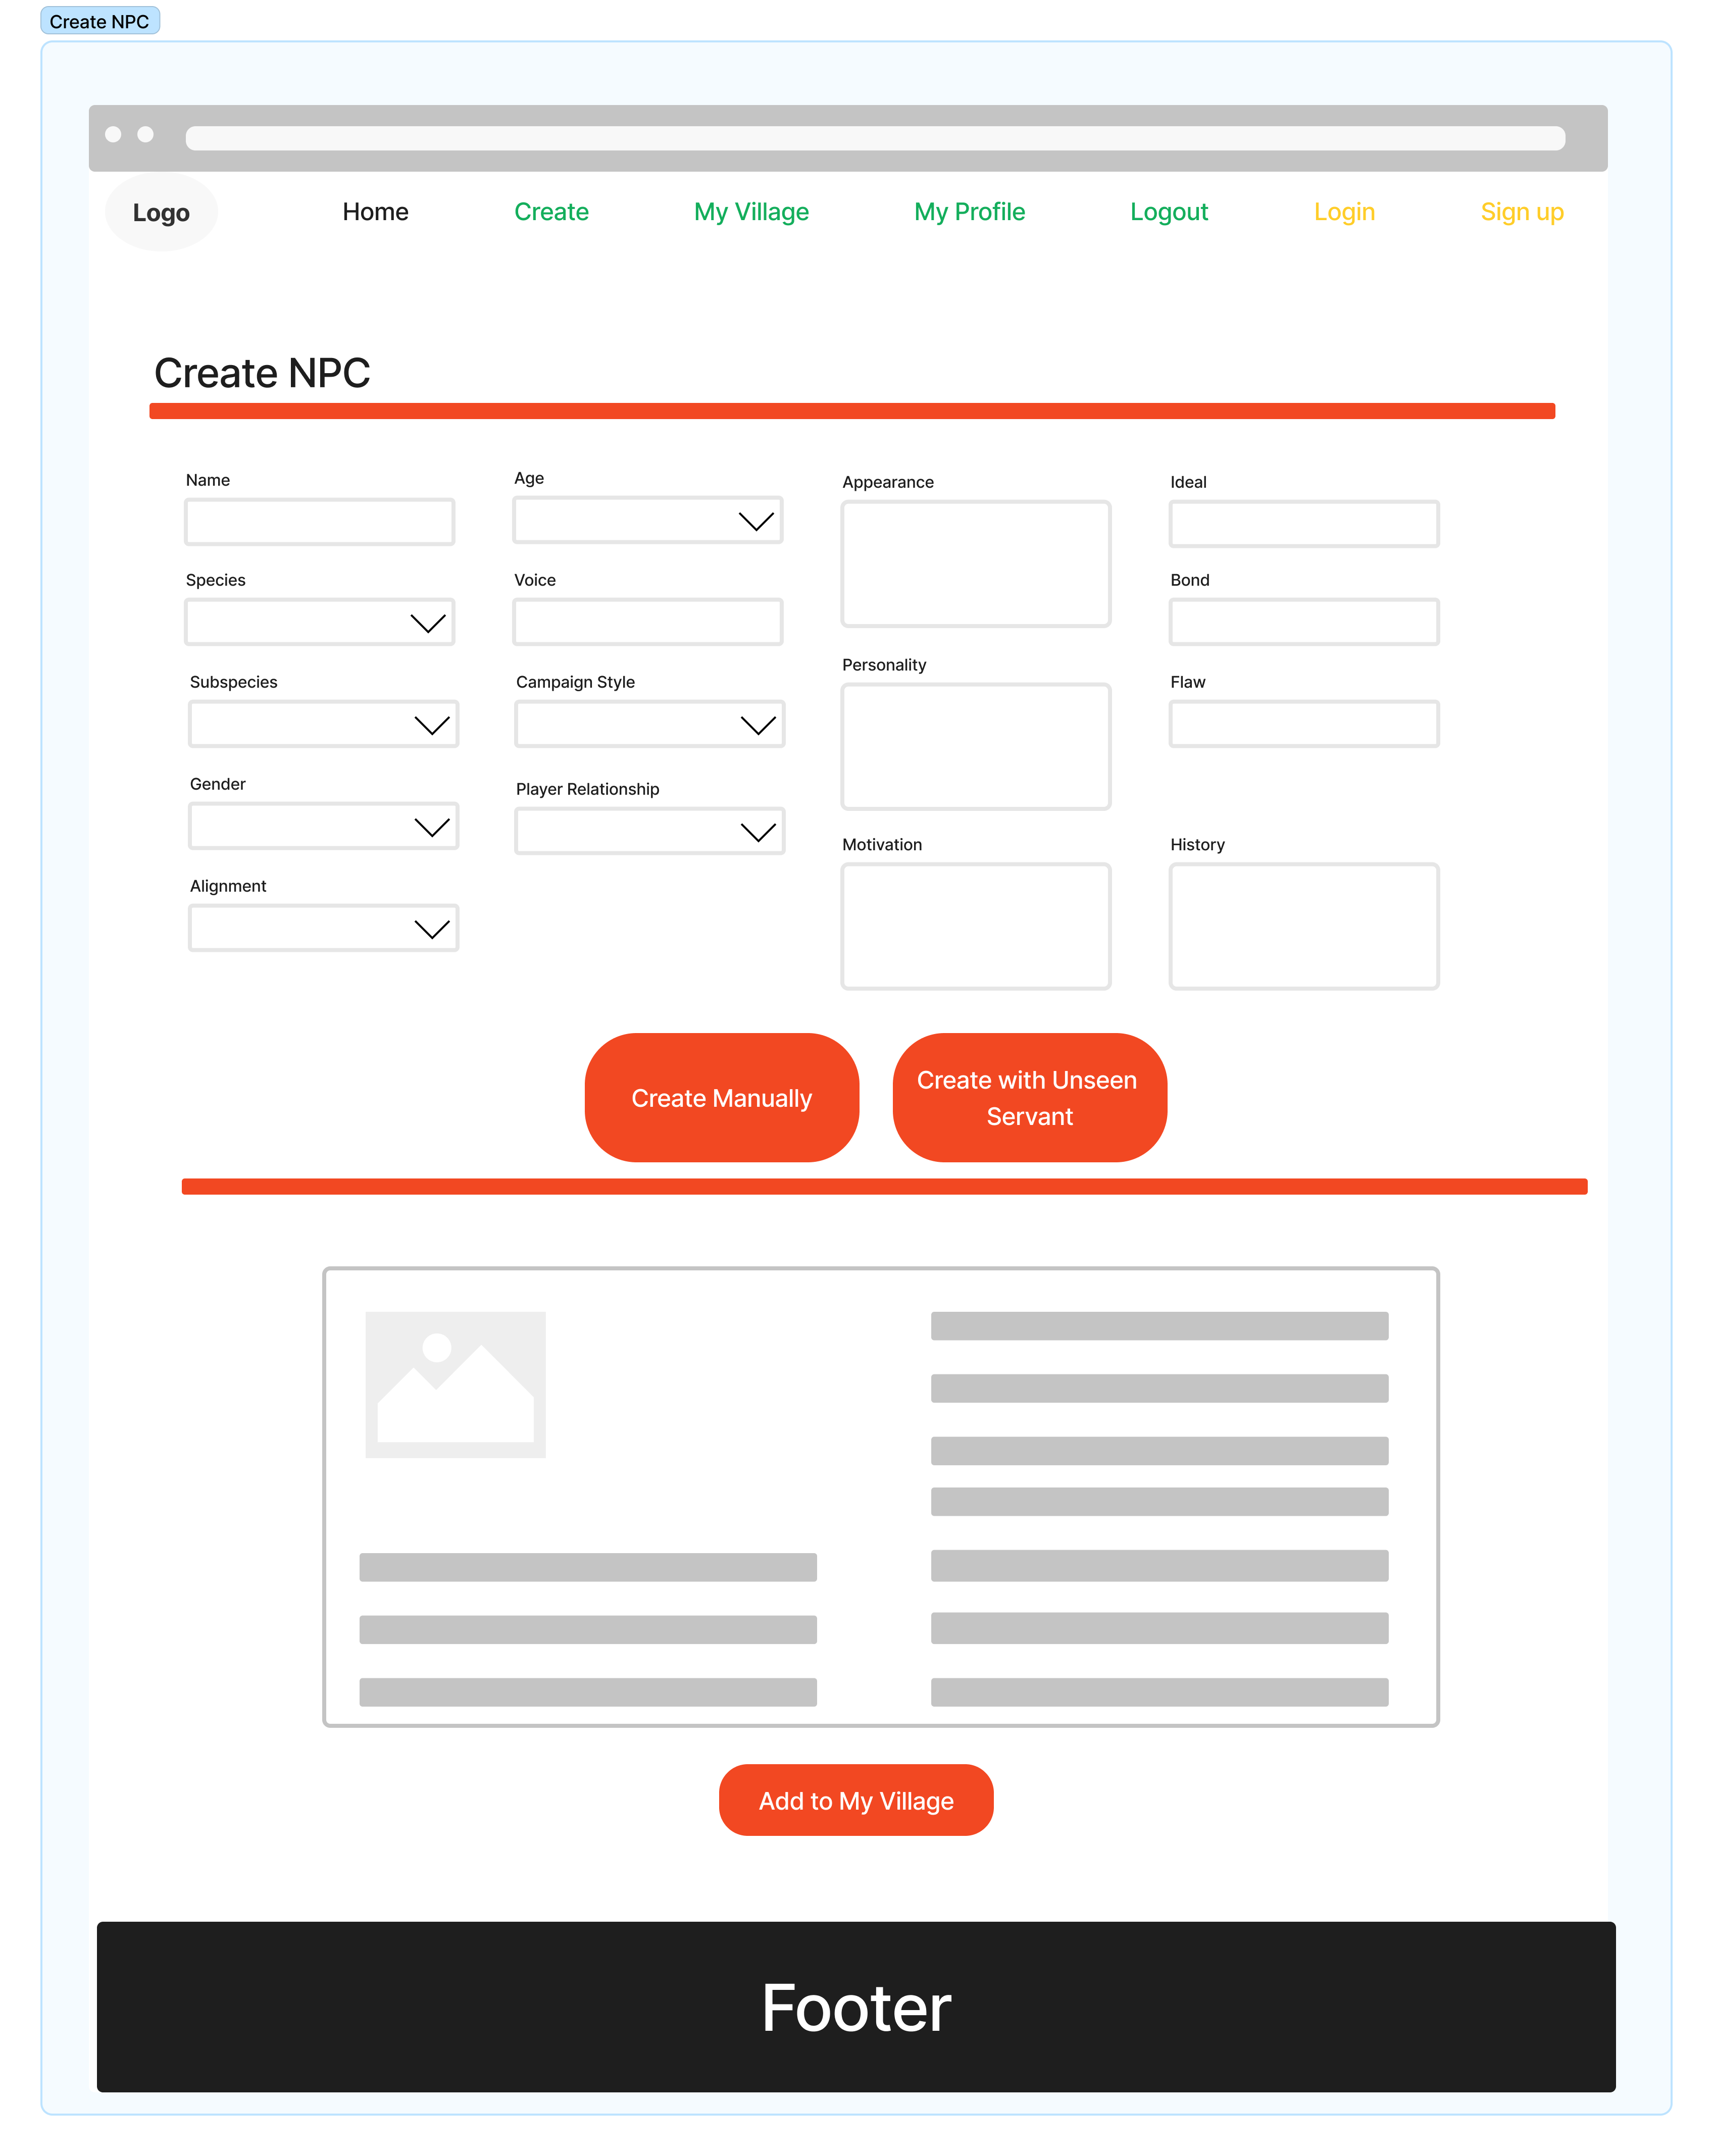 Create NPC
Logo
Home
Create
My Village
My Profile
Logout
Login
Sign up
Create NPC
Name
Age
Appearance
Ideal
Species
Voice
Bond
Subspecies
Campaign Style
Personality
Flaw
Gender
Player Relationship
Motivation
History
Alignment
Create Manually
Create with Unseen
Servant
Add to My Village
Footer